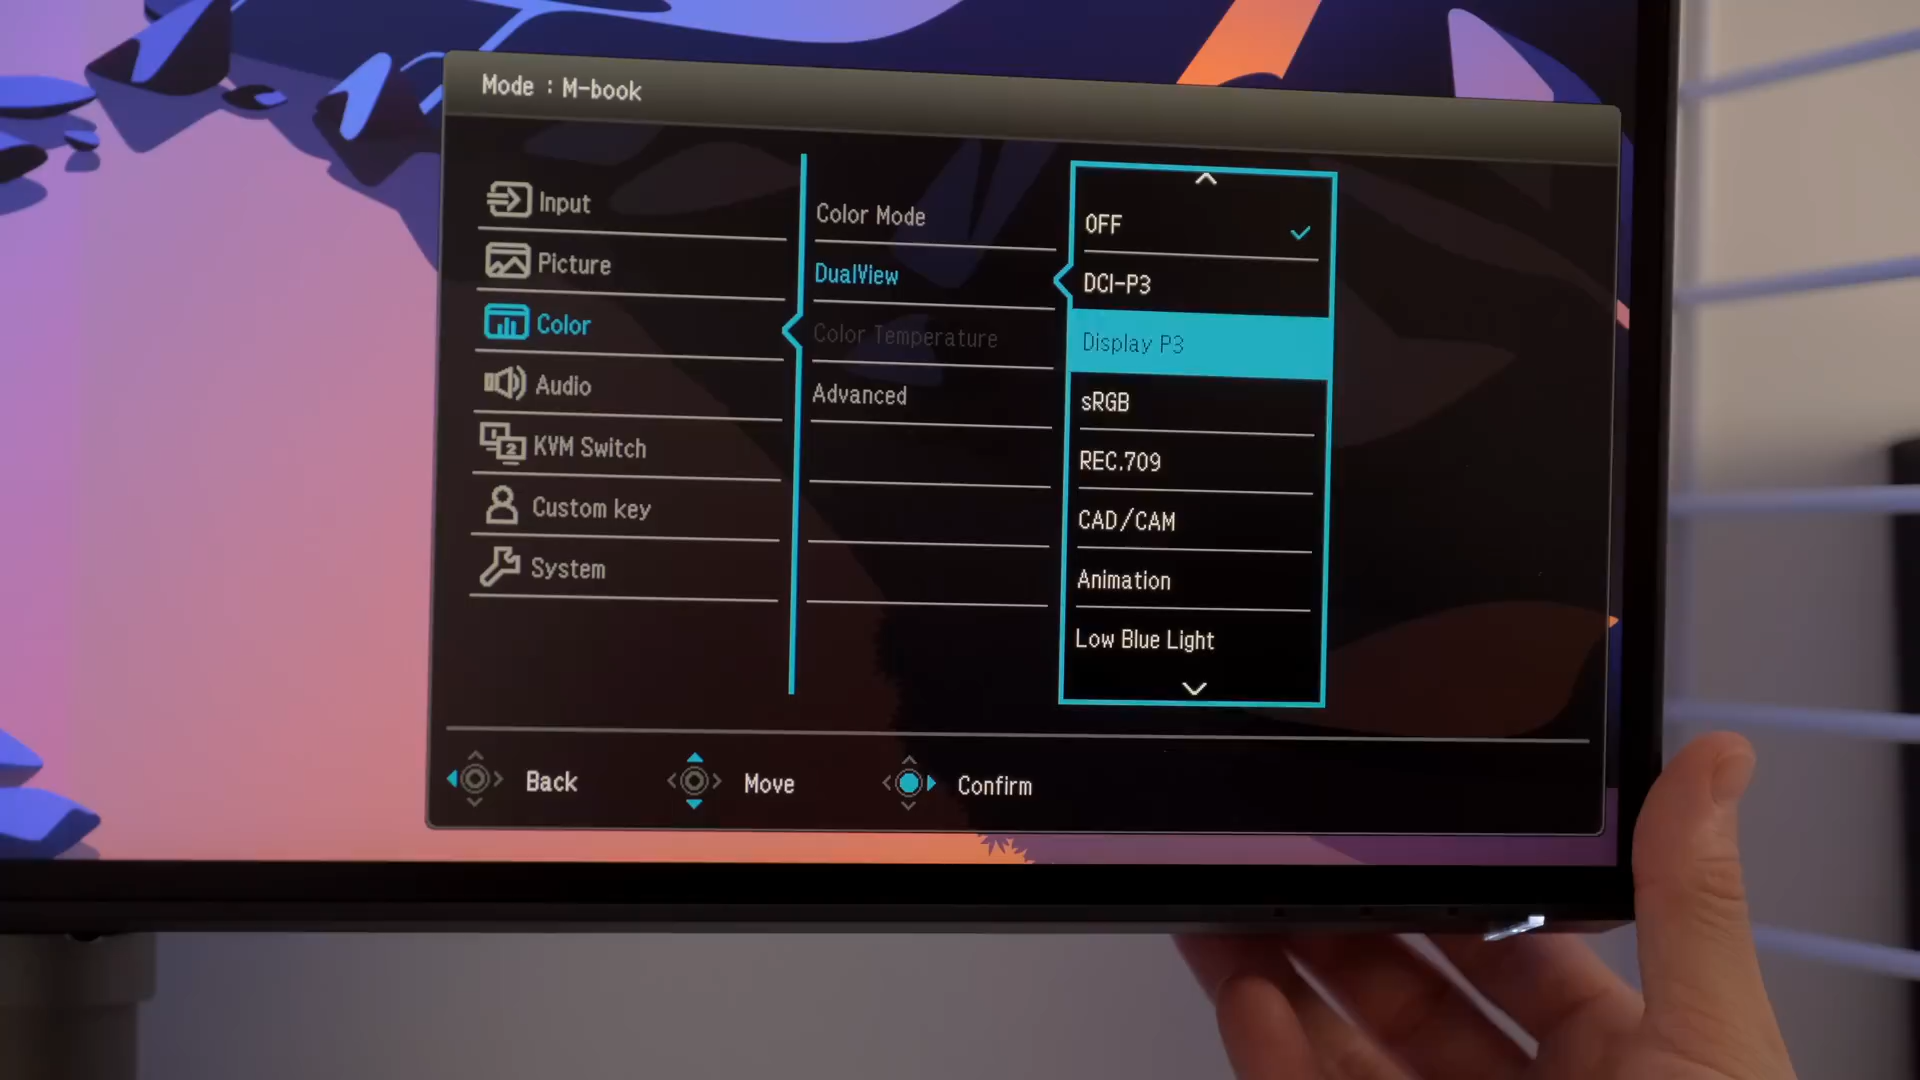 Mode : M-book
Input
Picture
Color
Audio
KVM Switch
Custom key
System
Color Mode
DualView
Color Temperature
Advanced
OFF
DCI-P3
Display P3
sRGB
REC.709
CAD/CAM
Animation
Low Blue Light
Back
Move
Confirm